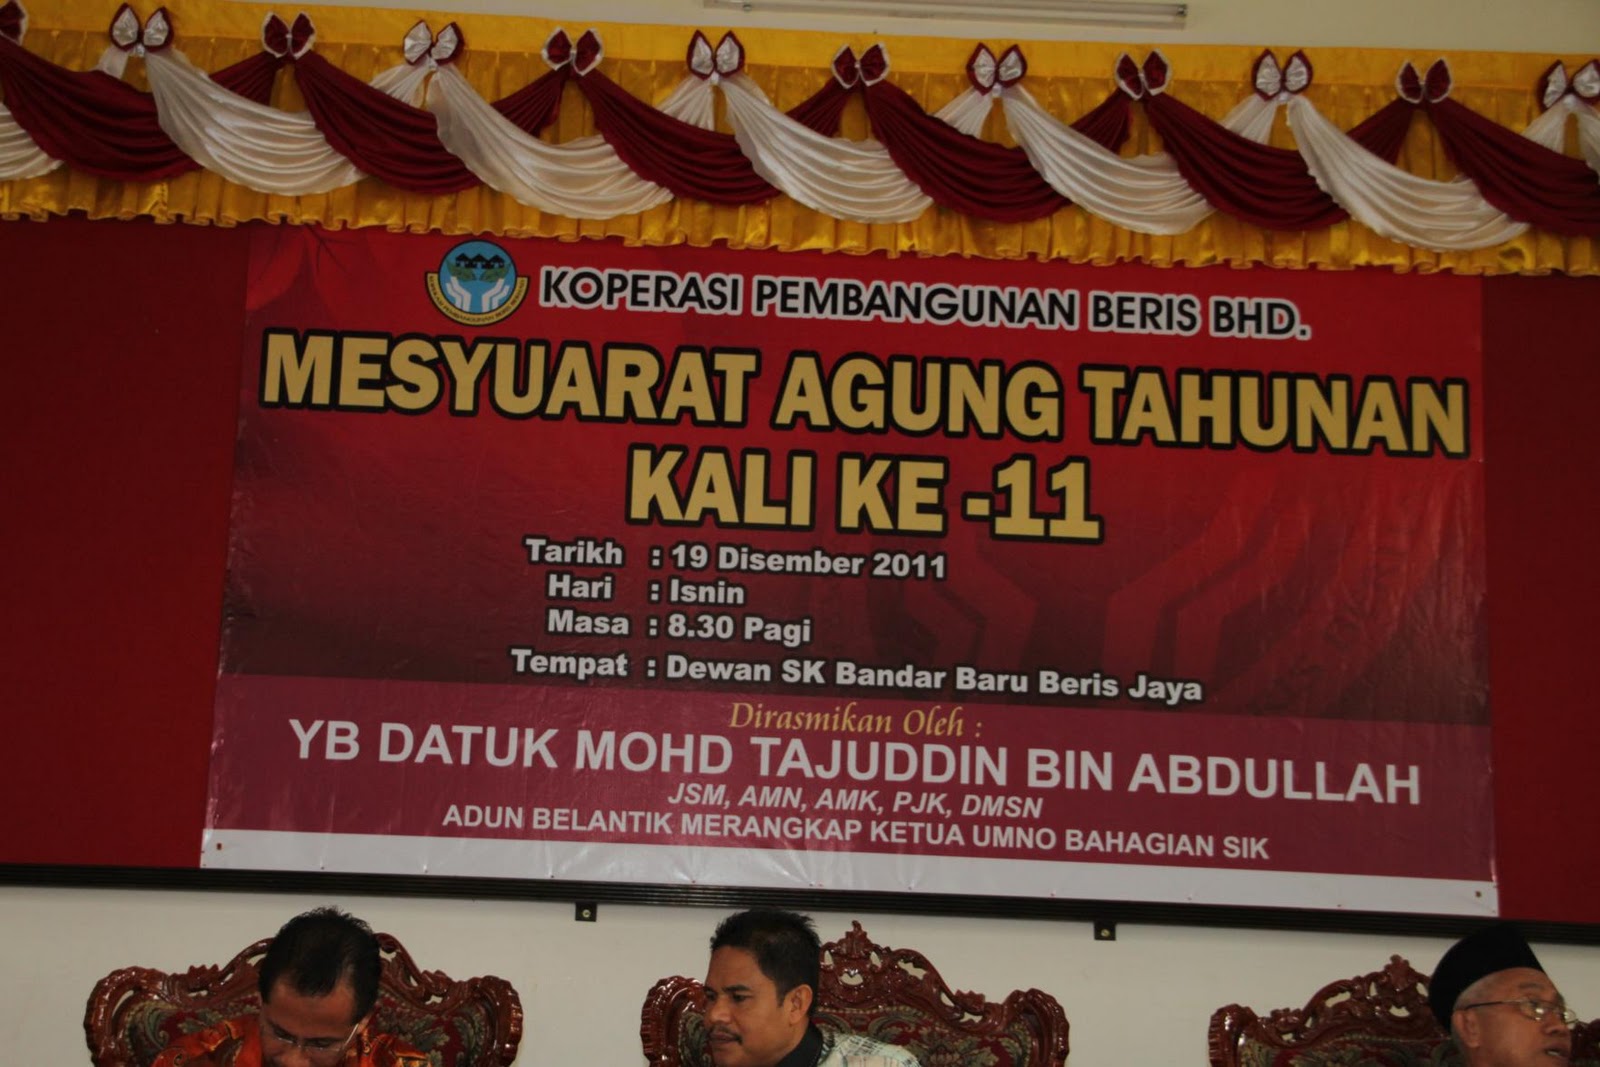 KOPERASI PEMBANGUNAN BERIS BHD.
MESYUARAT AGUNG TAHUNAN
KALI KE -11
Tarikh : 19 Disember 2011
Hari : Isnin
Masa : 8.30 Pagi
Tempat : Dewan SK Bandar Baru Beris Jaya
Dirasmikan Oleh :
YB DATUK MOHD TAJUDDIN BIN ABDULLAH
JSM, AMN, AMK, PJK, DMSN
ADUN BELANTIK MERANGKAP KETUA UMNO BAHAGIAN SIK